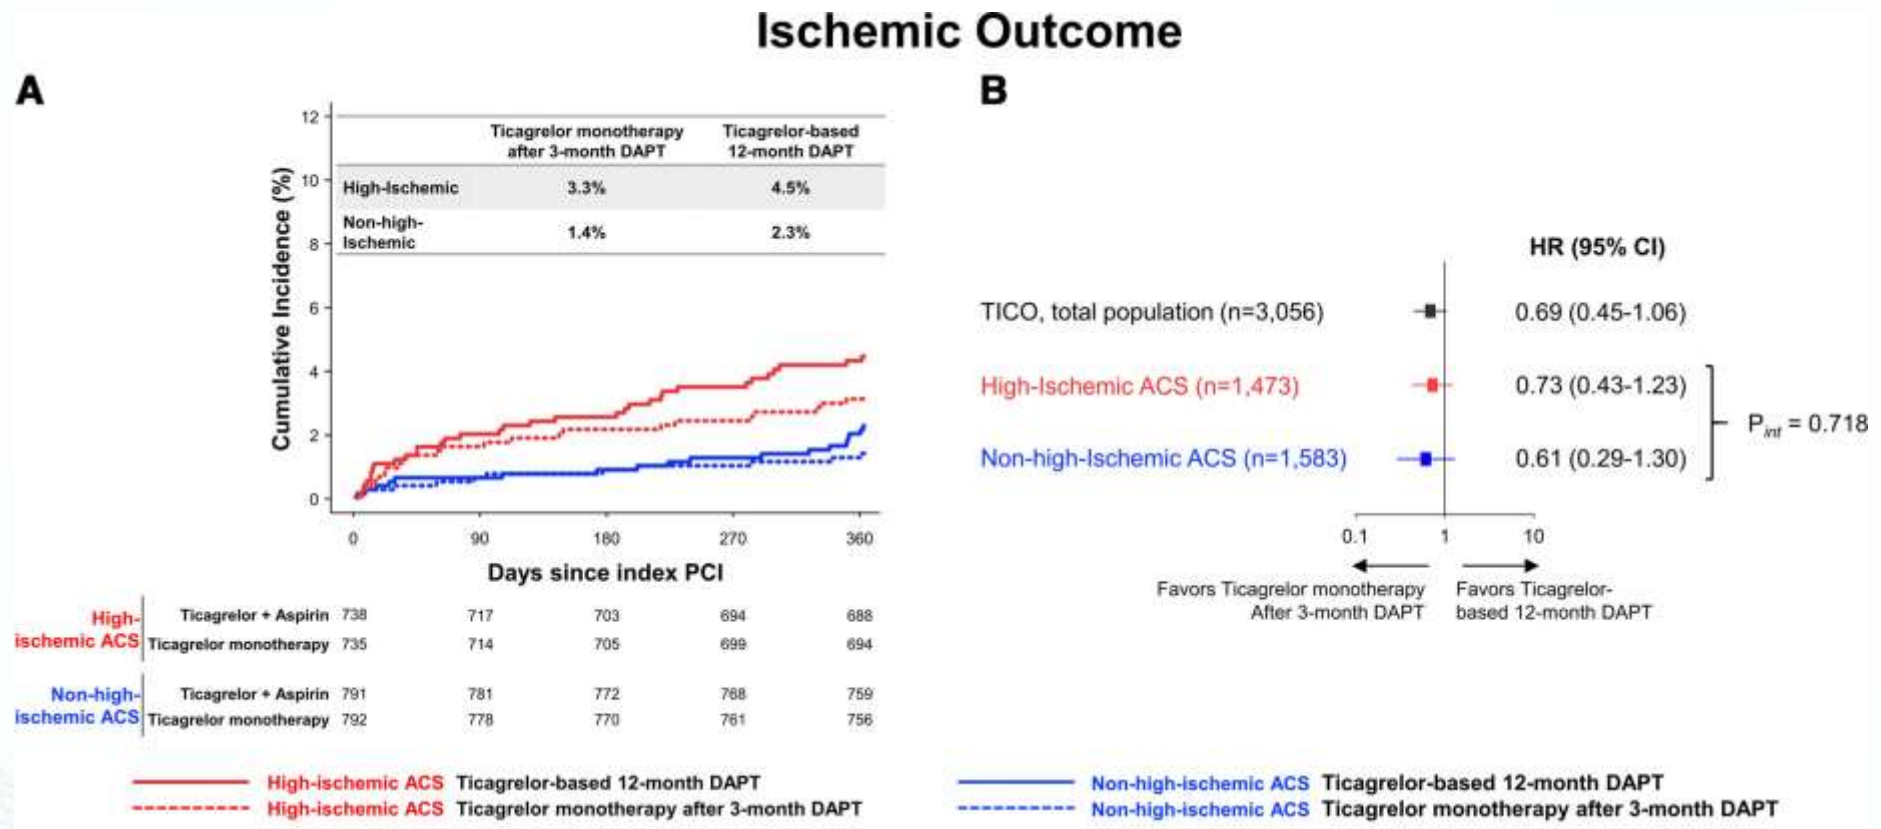 Ischemic Outcome
A
Cumulative Incidence (%)
12
10
8
6
4
2
0
Ticagrelor monotherapy after 3-month DAPT
Ticagrelor-based 12-month DAPT
High-Ischemic 3.3% 4.5%
Non-high-Ischemic 1.4% 2.3%
0 90 180 270 360
Days since index PCI
High-ischemic ACS
Ticagrelor + Aspirin 738 717 703 694 688
Ticagrelor monotherapy 735 714 705 699 694
Non-high-ischemic ACS
Ticagrelor + Aspirin 791 781 772 768 759
Ticagrelor monotherapy 792 778 770 761 756
B
HR (95% CI)
TICO, total population (n=3,056) 0.69 (0.45-1.06)
High-Ischemic ACS (n=1,473) 0.73 (0.43-1.23)
Non-high-Ischemic ACS (n=1,583) 0.61 (0.29-1.30)
Pint = 0.718
0.1 1 10
Favors Ticagrelor monotherapy
After 3-month DAPT
Favors Ticagrelor-
based 12-month DAPT
High-ischemic ACS Ticagrelor-based 12-month DAPT
High-ischemic ACS Ticagrelor monotherapy after 3-month DAPT
Non-high-ischemic ACS Ticagrelor-based 12-month DAPT
Non-high-ischemic ACS Ticagrelor monotherapy after 3-month DAPT